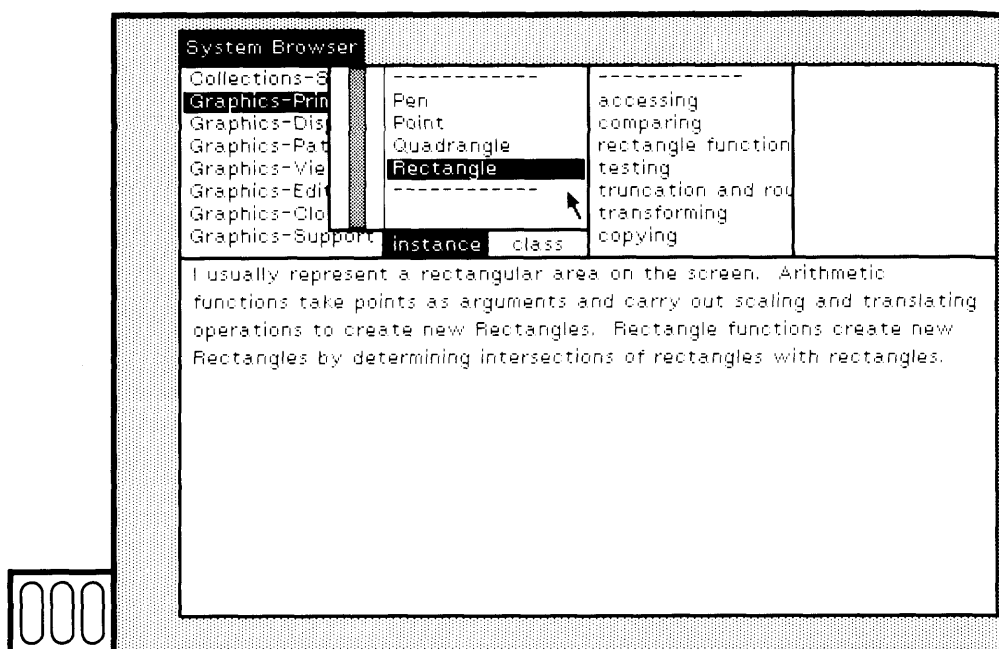 System Browser
Collections-S
Graphics-Prin
Graphics-Dis
Graphics-Pat
Graphics-Vie
Graphics-Edit
Graphics-Clo
Graphics-Support
------------
Pen
Point
Quadrangle
Rectangle
------------
instance class
------------
accessing
comparing
rectangle function
testing
truncation and rou
transforming
copying
I usually represent a rectangular area on the screen. Arithmetic
functions take points as arguments and carry out scaling and translating
operations to create new Rectangles. Rectangle functions create new
Rectangles by determining intersections of rectangles with rectangles.